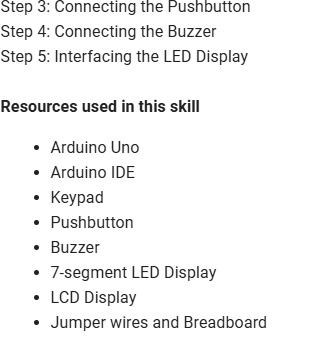 Step 3: Connecting the Pushbutton
Step 4: Connecting the Buzzer
Step 5: Interfacing the LED Display
Resources used in this skill
• Arduino Uno
• Arduino IDE
• Keypad
• Pushbutton
• Buzzer
• 7-segment LED Display
• LCD Display
• Jumper wires and Breadboard